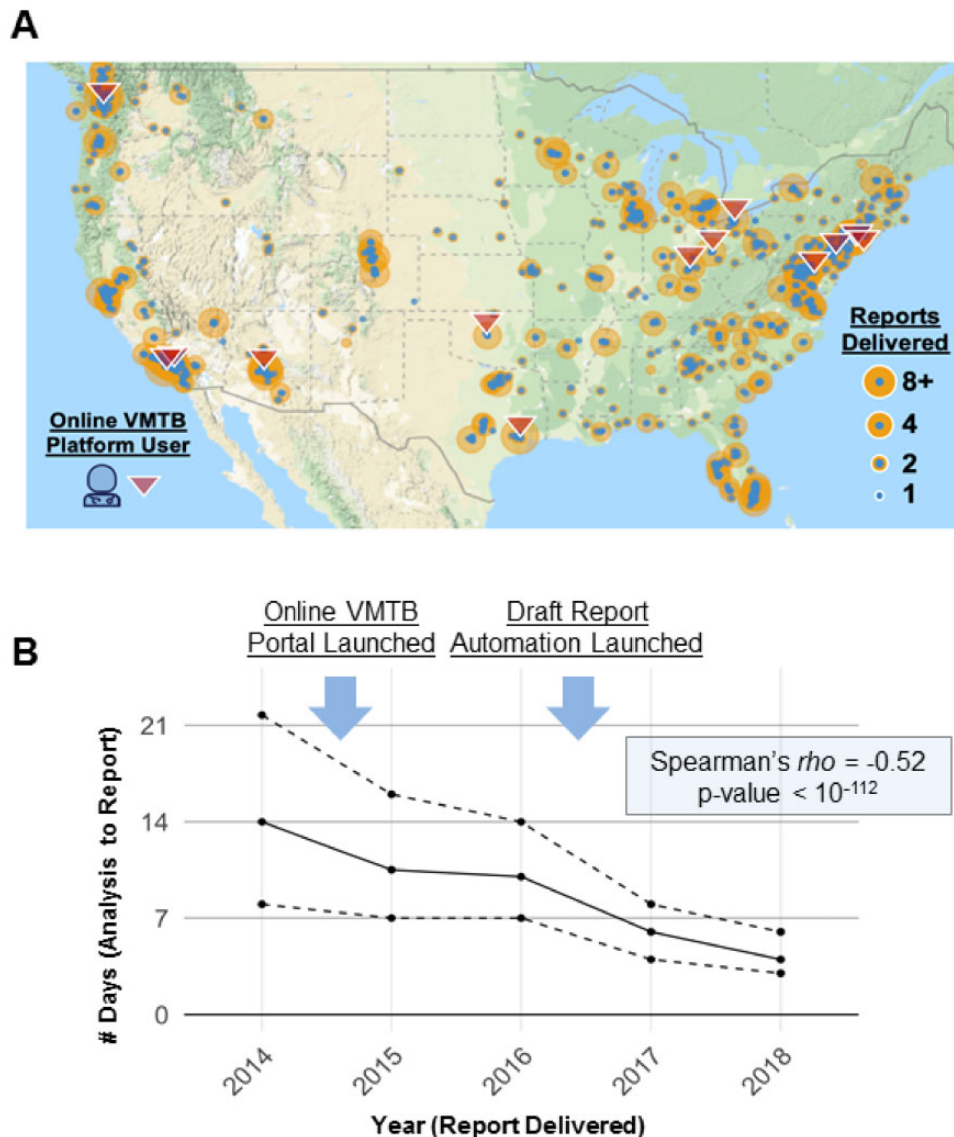 A
Reports
Delivered
8+
4
2
1
Online VMTB
Platform User
B
Online VMTB
Portal Launched
Draft Report
Automation Launched
Spearman's rho = -0.52
p-value < 10⁻¹¹²
# Days (Analysis to Report)
21
14
7
0
2014
2015
2016
2017
2018
Year (Report Delivered)